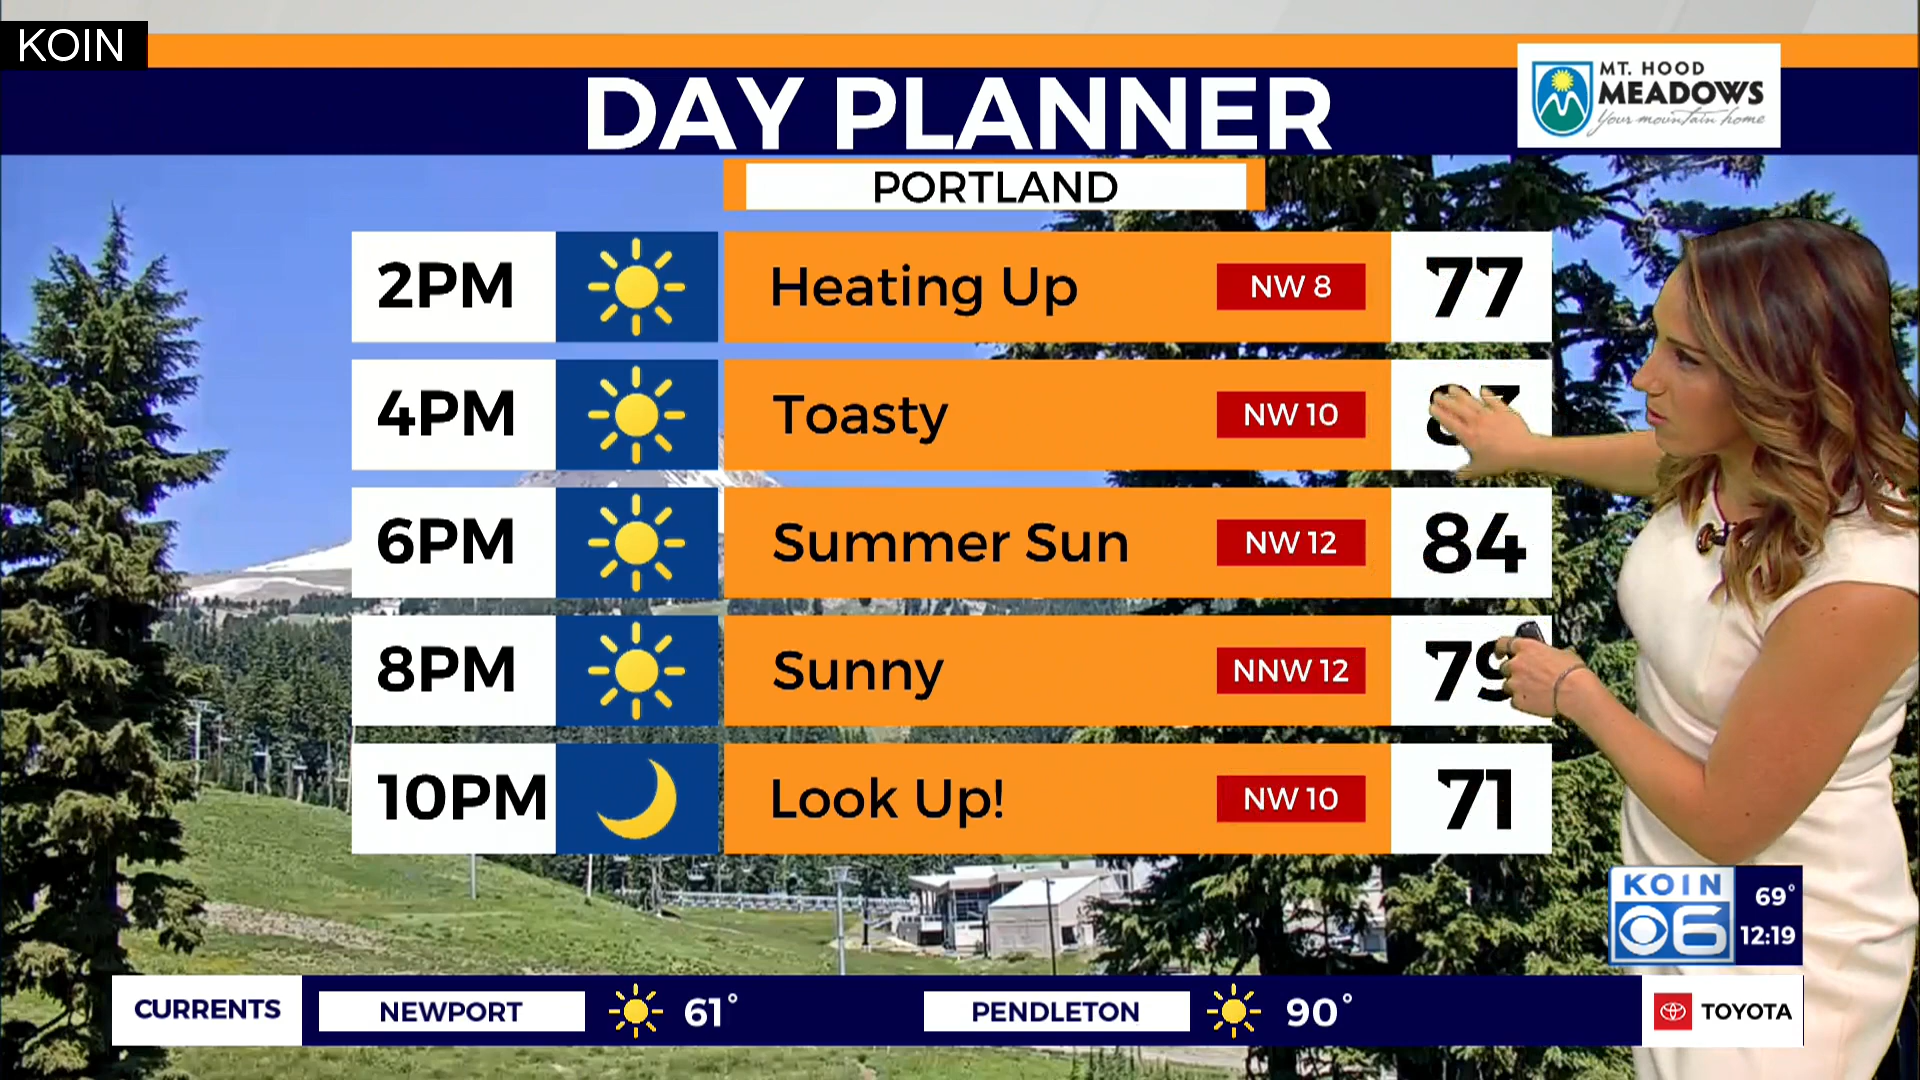 KOIN
DAY PLANNER
MT. HOOD
MEADOWS
Your mountain home
PORTLAND
2PM Heating Up NW 8 77
4PM Toasty NW 10
6PM Summer Sun NW 12 84
8PM Sunny NNW 12 79
10PM Look Up! NW 10 71
KOIN
6
69°
12:19
CURRENTS NEWPORT 61° PENDLETON 90° TOYOTA